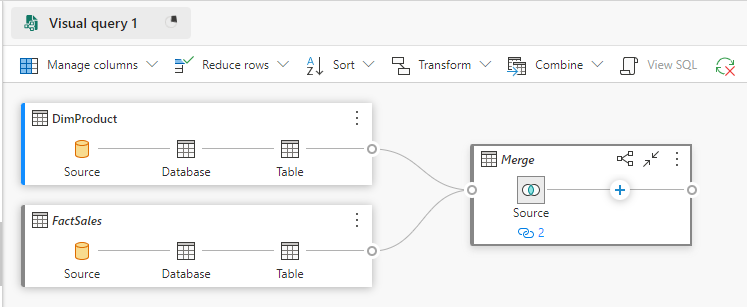 Visual query 1
Manage columns Reduce rows Sort Transform Combine View SQL
DimProduct
Source Database Table
Merge
Source
2
FactSales
Source Database Table